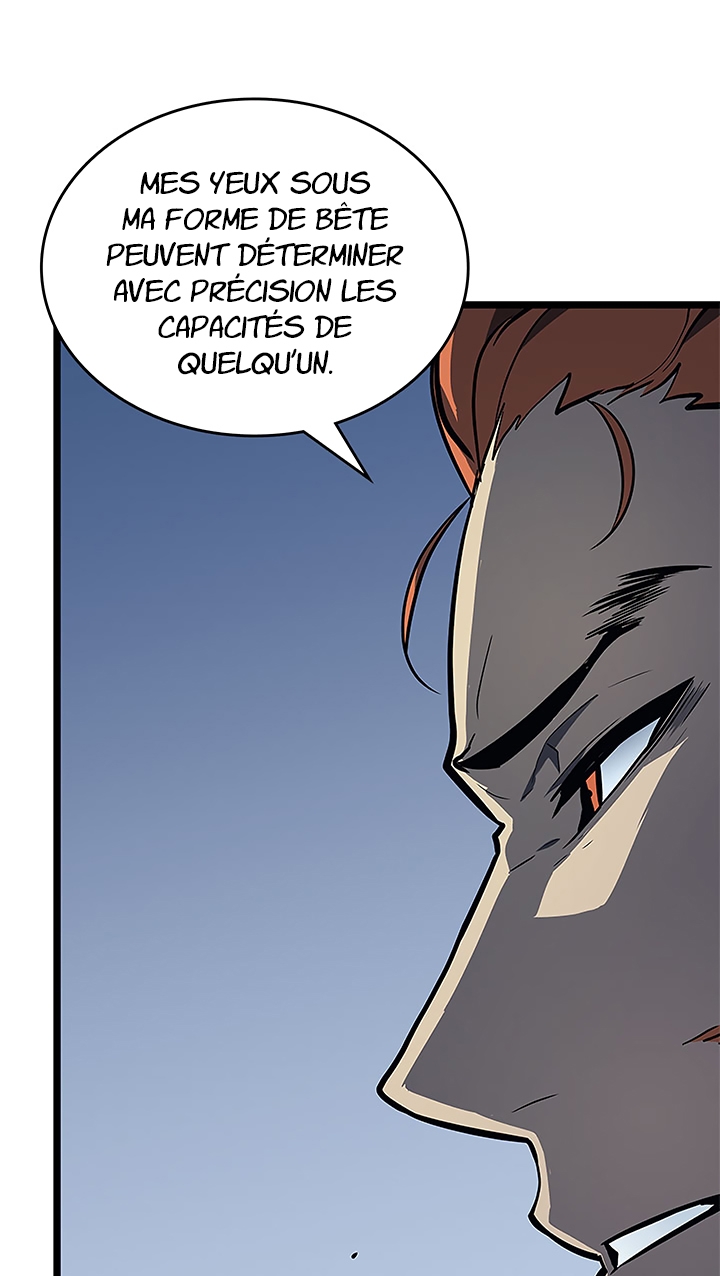 MES YEUX SOUS
MA FORME DE BÊTE
PEUVENT DÉTERMINER
AVEC PRÉCISION LES
CAPACITÉS DE
QUELQU'UN.